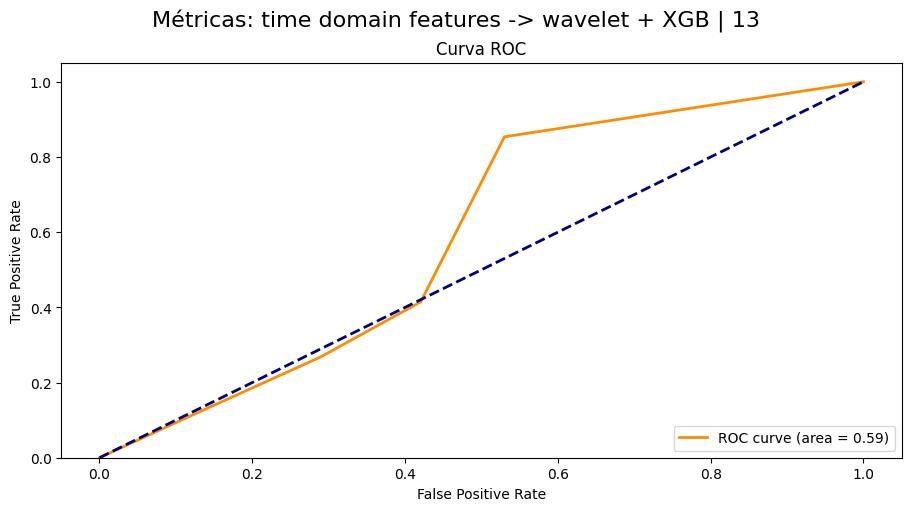 Métricas: time domain features -> wavelet + XGB | 13
Curva ROC
True Positive Rate
1.0
0.8
0.6
0.4
0.2
0.0
0.0 0.2 0.4 0.6 0.8 1.0
False Positive Rate
ROC curve (area = 0.59)